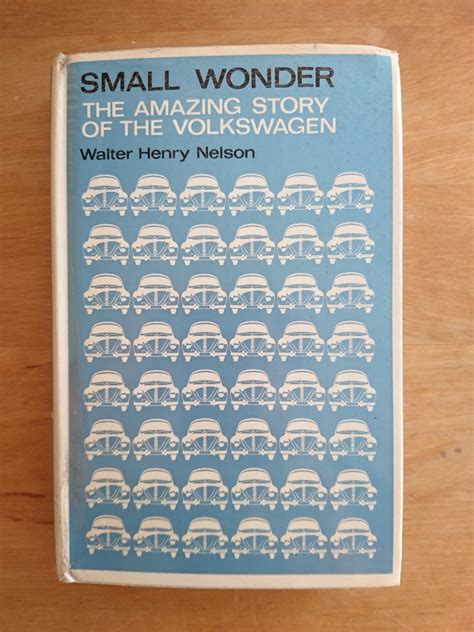 SMALL WONDER
THE AMAZING STORY
OF THE VOLKSWAGEN
Walter Henry Nelson